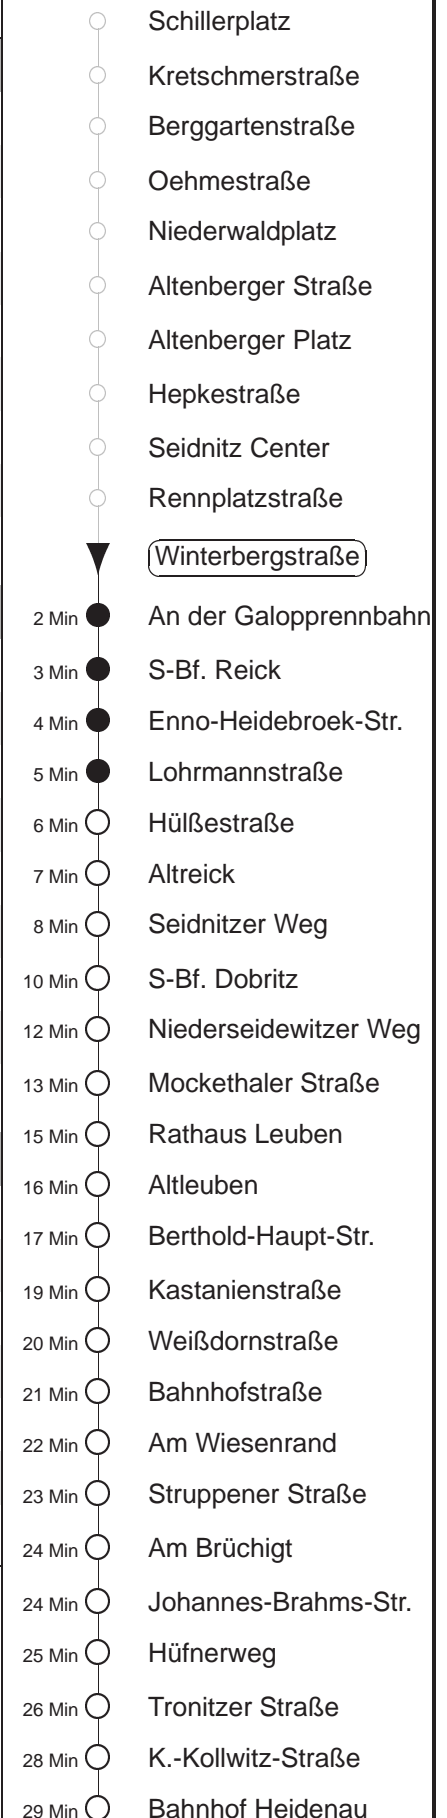 Schillerplatz
Kretschmerstraße
Berggartenstraße
Oehmestraße
Niederwaldplatz
Altenberger Straße
Altenberger Platz
Hepkestraße
Seidnitz Center
Rennplatzstraße
Winterbergstraße
2 Min An der Galopprennbahn
3 Min S-Bf. Reick
4 Min Enno-Heidebroek-Str.
5 Min Lohrmannstraße
6 Min Hülßestraße
7 Min Altreick
8 Min Seidnitzer Weg
10 Min S-Bf. Dobritz
12 Min Niederseidewitzer Weg
13 Min Mockethaler Straße
15 Min Rathaus Leuben
16 Min Altleuben
17 Min Berthold-Haupt-Str.
19 Min Kastanienstraße
20 Min Weißdornstraße
21 Min Bahnhofstraße
22 Min Am Wiesenrand
23 Min Struppener Straße
24 Min Am Brüchigt
24 Min Johannes-Brahms-Str.
25 Min Hüfnerweg
26 Min Tronitzer Straße
28 Min K.-Kollwitz-Straße
29 Min Bahnhof Heidenau